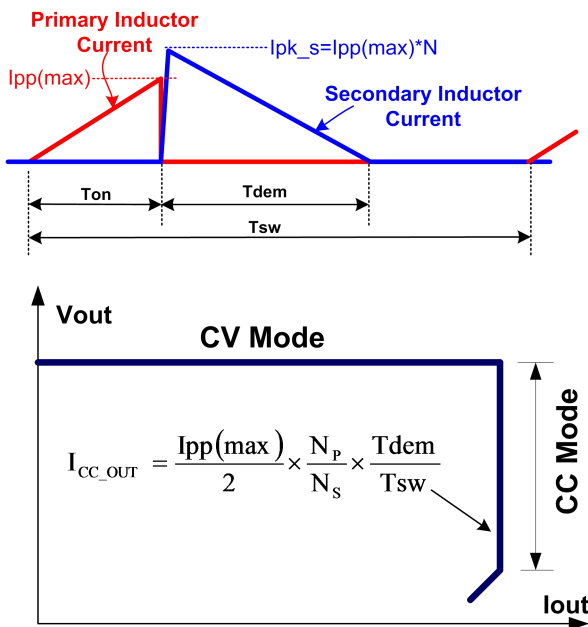 Primary Inductor
Current
Ipk_s=Ipp(max)*N
Ipp(max)
Secondary Inductor
Current
Ton
Tdem
Tsw
Vout
CV Mode
I_CC_OUT = Ipp(max)/2 × N_P/N_S × Tdem/Tsw
CC Mode
Iout